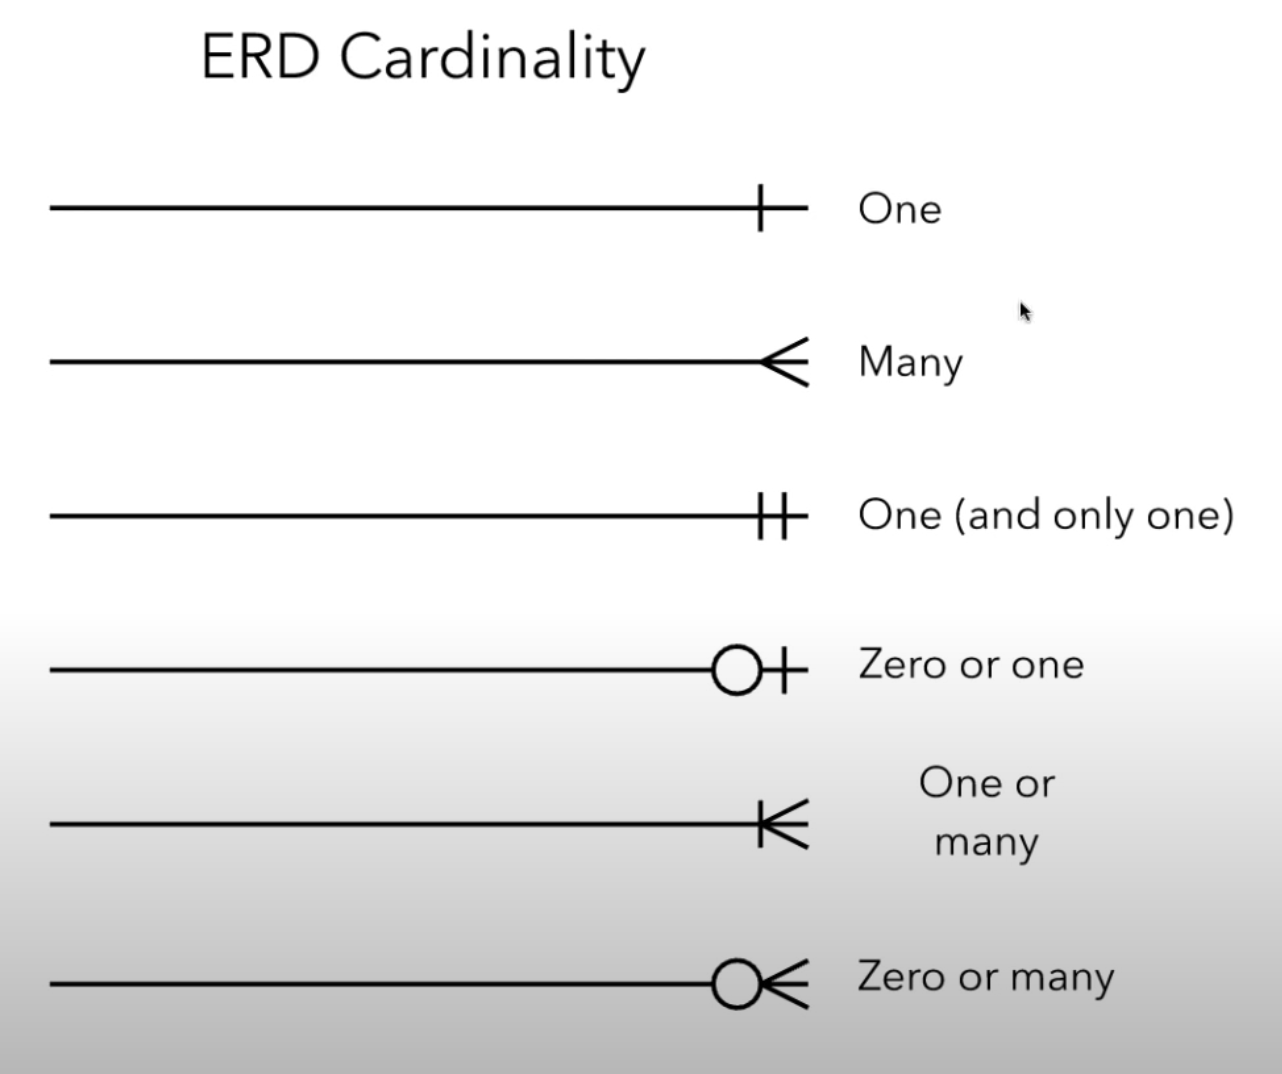 ERD Cardinality
One
Many
One (and only one)
Zero or one
One or
many
Zero or many